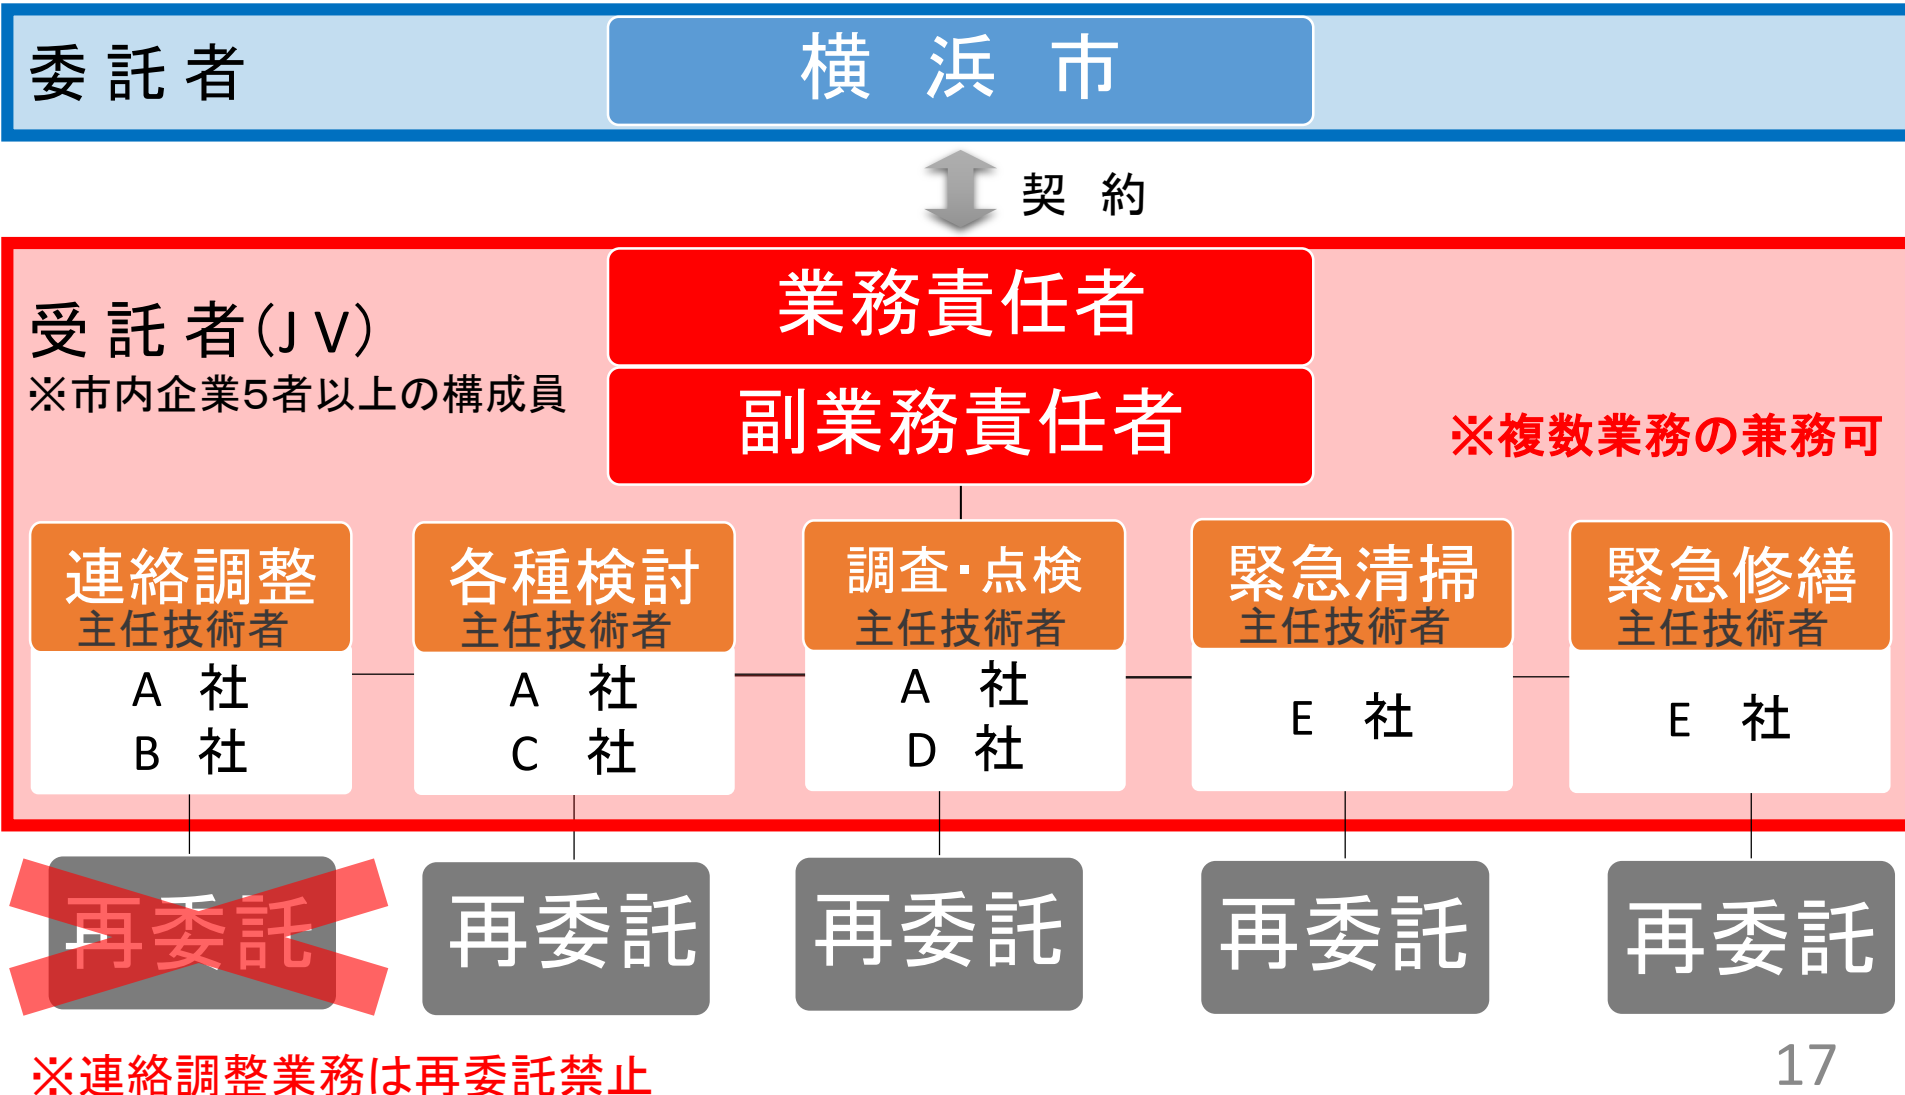 委託者
横　浜　市
契　約
業務責任者
受託者(JV)
※市内企業5者以上の構成員
副業務責任者
※複数業務の兼務可
連絡調整
主任技術者
A 社
B 社
各種検討
主任技術者
A 社
C 社
調査・点検
主任技術者
A 社
D 社
緊急清掃
主任技術者
E 社
緊急修繕
主任技術者
E 社
再委託
再委託
再委託
再委託
再委託
※連絡調整業務は再委託禁止
17